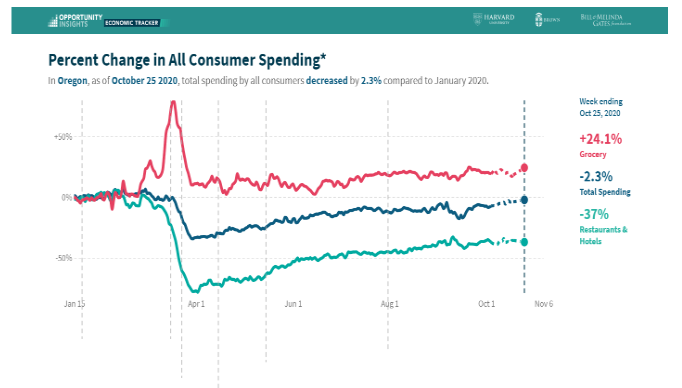 OPPORTUNITY
INSIGHTS ECONOMIC TRACKER
HARVARD
UNIVERSITY
BROWN
BILL & MELINDA
GATES foundation
Percent Change in All Consumer Spending*
In Oregon, as of October 25 2020, total spending by all consumers decreased by 2.3% compared to January 2020.
Week ending
Oct 25, 2020
+50%
+24.1%
Grocery
0%
-2.3%
Total Spending
-37%
Restaurants &
Hotels
-50%
Jan 15 Apr 1 Jun 1 Aug 1 Oct 1 Nov 6